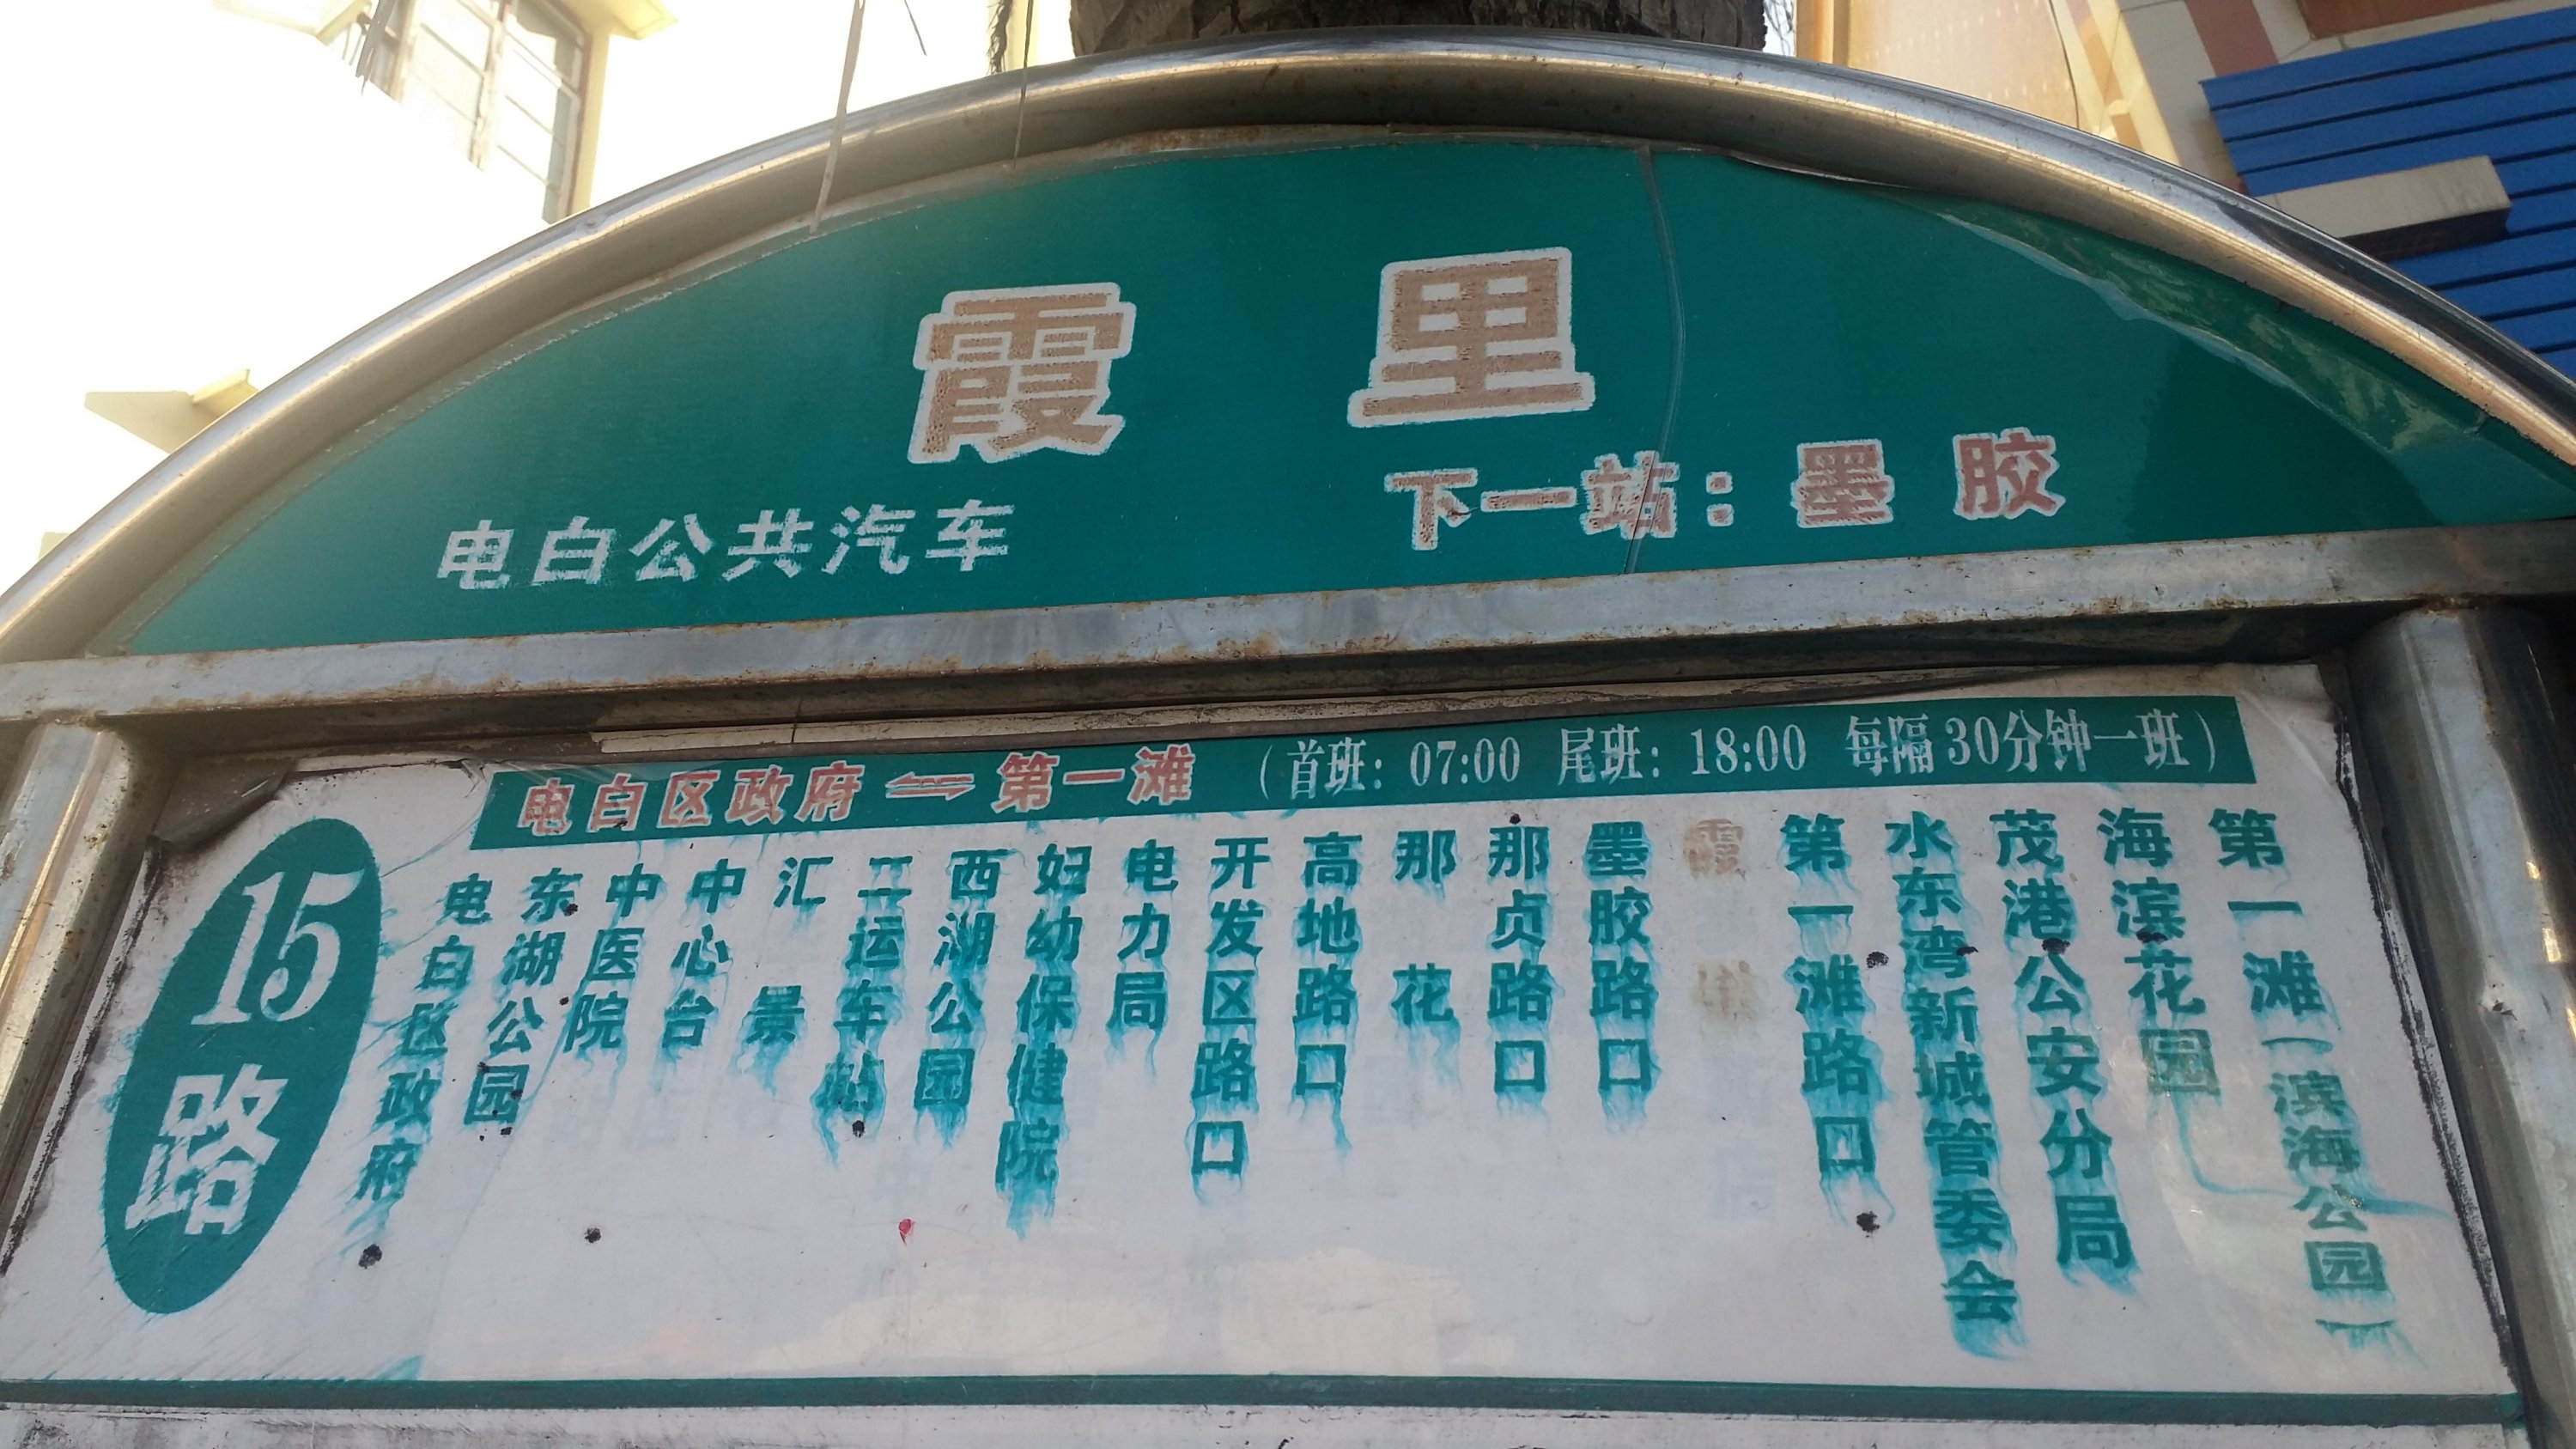 霞里
电白公共汽车
下一站：墨胶
电白区政府⇌第一滩（首班：07:00 尾班：18:00 每隔30分钟一班）
15路
电白区政府
东湖公园
中医院
中心台
汇景
二运车站
西湖公园
妇幼保健院
电力局
开发区路口
高地路口
那花
那贞路口
墨胶路口
霞
第一滩路口
水东湾新城管委会
茂港公安分局
海滨花园
第一滩（滨海公园）